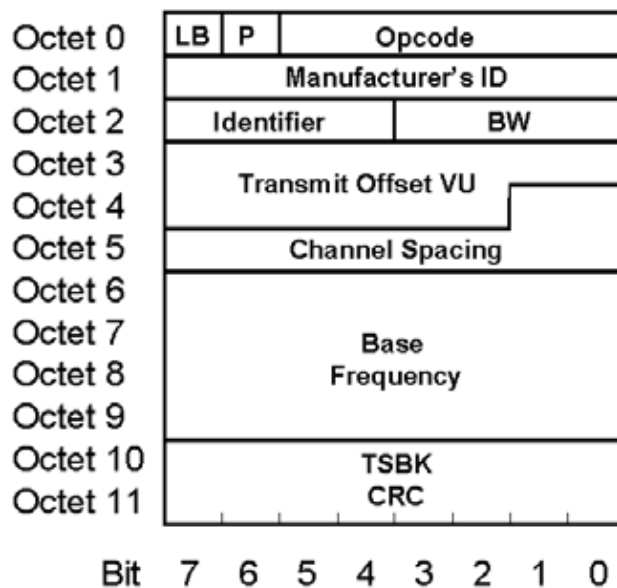 Octet 0 LB P Opcode
Octet 1 Manufacturer's ID
Octet 2 Identifier BW
Octet 3
Transmit Offset VU
Octet 4
Octet 5 Channel Spacing
Octet 6
Octet 7
Base
Octet 8
Frequency
Octet 9
Octet 10 TSBK
Octet 11 CRC
Bit 7 6 5 4 3 2 1 0